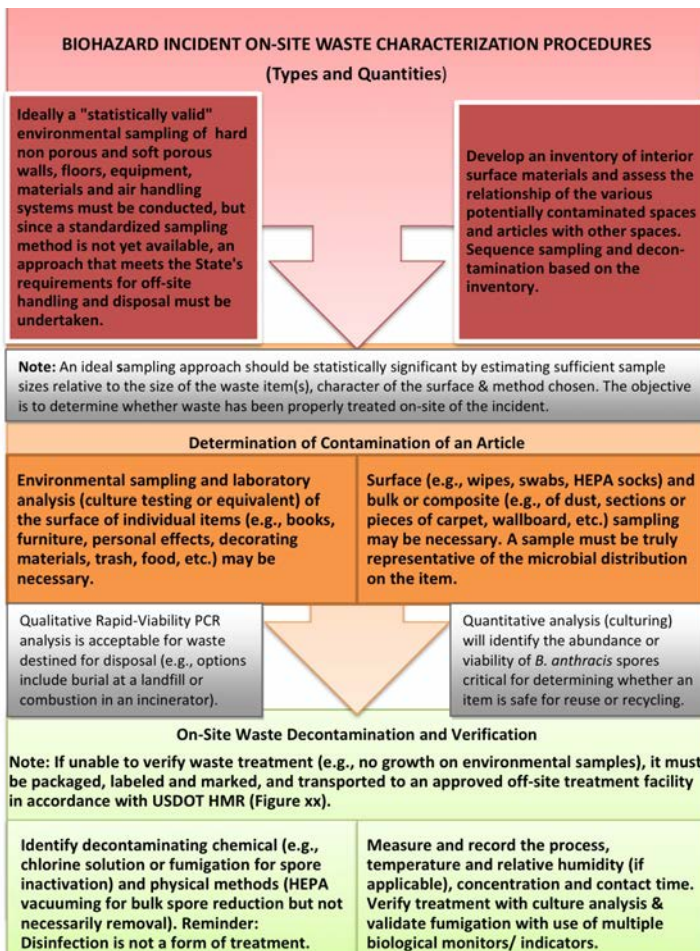 BIOHAZARD INCIDENT ON-SITE WASTE CHARACTERIZATION PROCEDURES
(Types and Quantities)
Ideally a "statistically valid"
environmental sampling of hard
non porous and soft porous
walls, floors, equipment,
materials and air handling
systems must be conducted, but
since a standardized sampling
method is not yet available, an
approach that meets the State's
requirements for off-site
handling and disposal must be
undertaken.
Develop an inventory of interior
surface materials and assess the
relationship of the various
potentially contaminated spaces
and articles with other spaces.
Sequence sampling and decon-
tamination based on the
inventory.
Note: An ideal sampling approach should be statistically significant by estimating sufficient sample
sizes relative to the size of the waste item(s), character of the surface & method chosen. The objective
is to determine whether waste has been properly treated on-site of the incident.
Determination of Contamination of an Article
Environmental sampling and laboratory
analysis (culture testing or equivalent) of
the surface of individual items (e.g., books,
furniture, personal effects, decorating
materials, trash, food, etc.) may be
necessary.
Surface (e.g., wipes, swabs, HEPA socks) and
bulk or composite (e.g., of dust, sections or
pieces of carpet, wallboard, etc.) sampling
may be necessary. A sample must be truly
representative of the microbial distribution
on the item.
Qualitative Rapid-Viability PCR
analysis is acceptable for waste
destined for disposal (e.g., options
include burial at a landfill or
combustion in an incinerator).
Quantitative analysis (culturing)
will identify the abundance or
viability of B. anthracis spores
critical for determining whether an
item is safe for reuse or recycling.
On-Site Waste Decontamination and Verification
Note: If unable to verify waste treatment (e.g., no growth on environmental samples), it must
be packaged, labeled and marked, and transported to an approved off-site treatment facility
in accordance with USDOT HMR (Figure xx).
Identify decontaminating chemical (e.g.,
chlorine solution or fumigation for spore
inactivation) and physical methods (HEPA
vacuuming for bulk spore reduction but not
necessarily removal). Reminder:
Disinfection is not a form of treatment.
Measure and record the process,
temperature and relative humidity (if
applicable), concentration and contact time.
Verify treatment with culture analysis &
validate fumigation with use of multiple
biological monitors/ indicators.